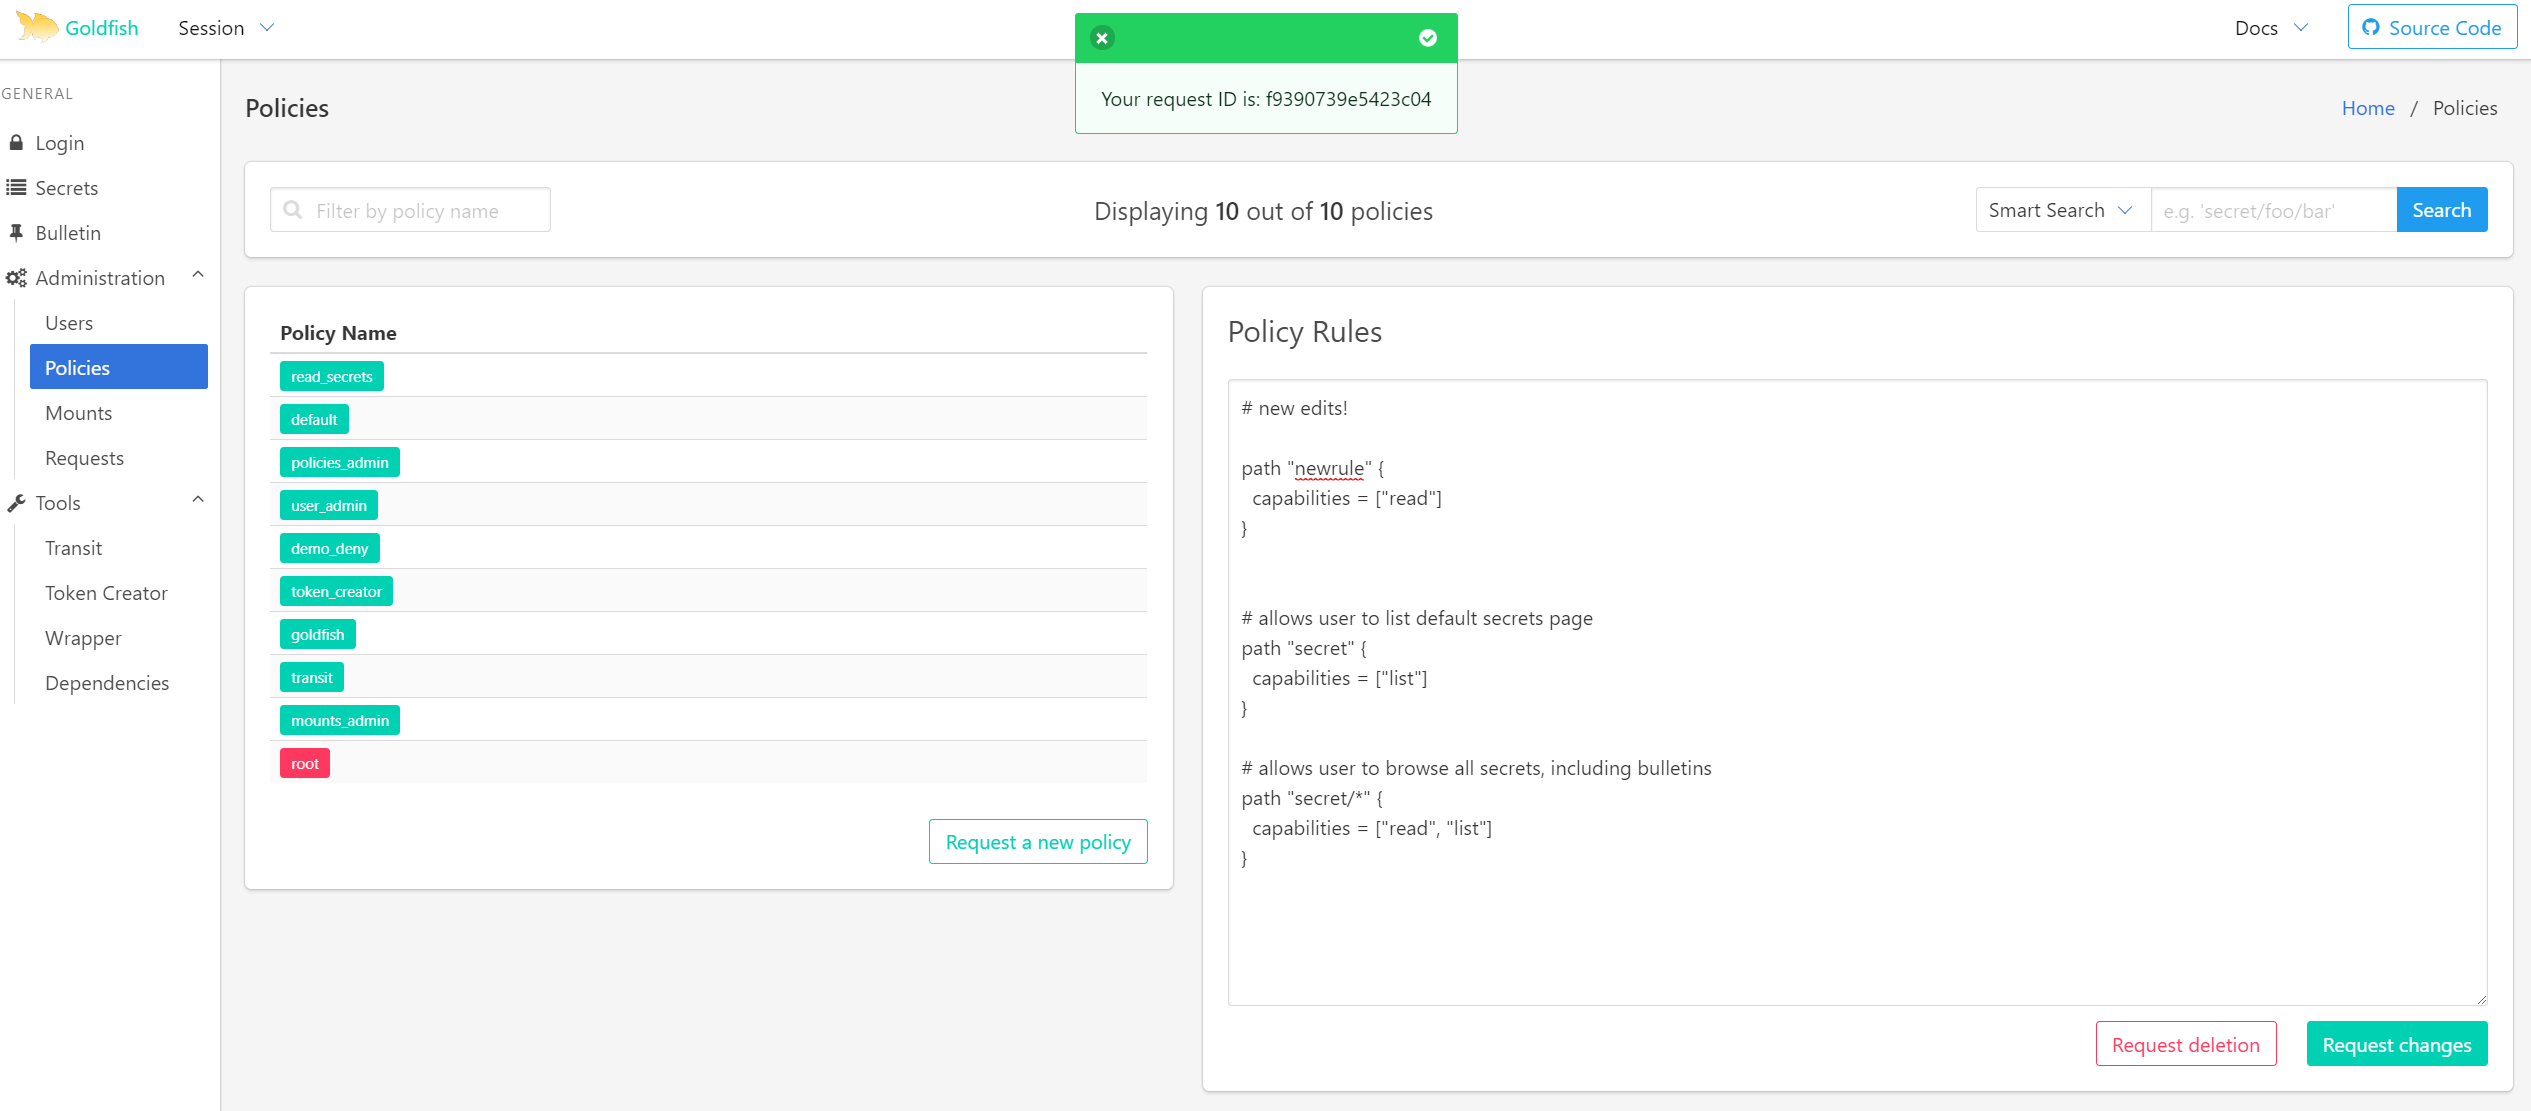 Goldfish
Session
Docs
Source Code
Your request ID is: f9390739e5423c04
GENERAL
Login
Secrets
Bulletin
Administration
Users
Policies
Mounts
Requests
Tools
Transit
Token Creator
Wrapper
Dependencies
Policies
Home / Policies
Filter by policy name
Displaying 10 out of 10 policies
Smart Search
e.g. 'secret/foo/bar'
Search
Policy Name
read_secrets
default
policies_admin
user_admin
demo_deny
token_creator
goldfish
transit
mounts_admin
root
Request a new policy
Policy Rules
# new edits!
path "newrule" {
  capabilities = ["read"]
}
# allows user to list default secrets page
path "secret" {
  capabilities = ["list"]
}
# allows user to browse all secrets, including bulletins
path "secret/*" {
  capabilities = ["read", "list"]
}
Request deletion
Request changes